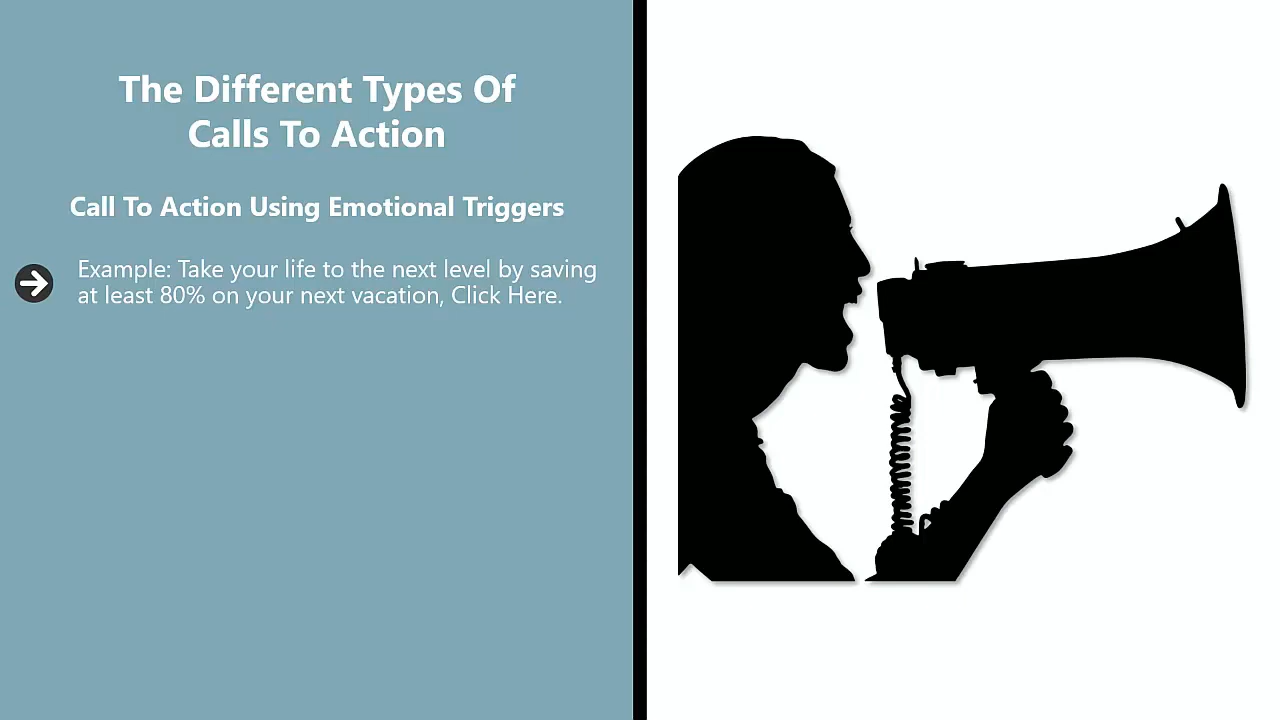 The Different Types Of
Calls To Action
Call To Action Using Emotional Triggers
Example: Take your life to the next level by saving
at least 80% on your next vacation, Click Here.